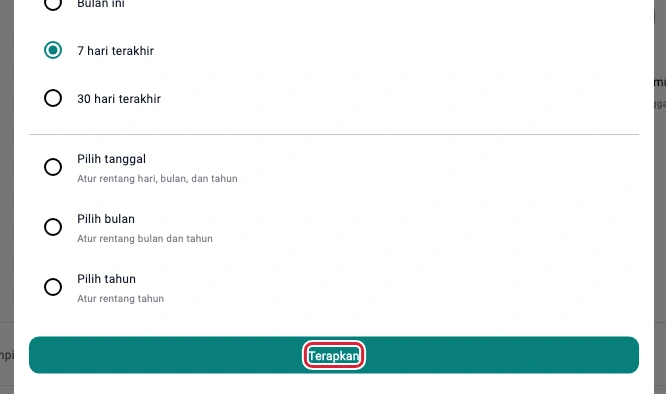 Bulan ini
7 hari terakhir
30 hari terakhir
Pilih tanggal
Atur rentang hari, bulan, dan tahun
Pilih bulan
Atur rentang bulan dan tahun
Pilih tahun
Atur rentang tahun
Terapkan